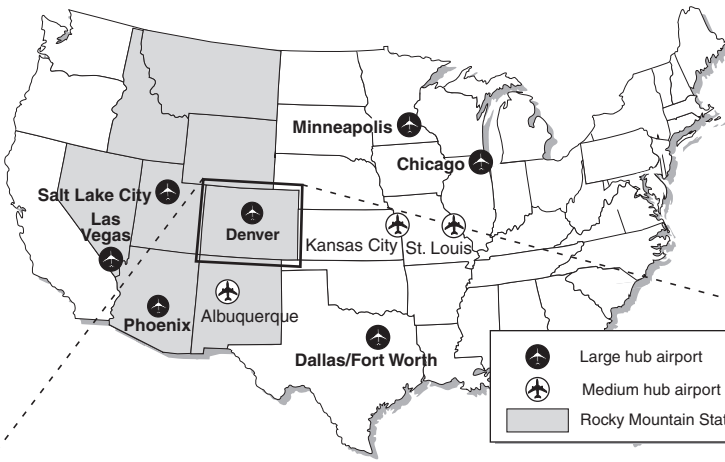 Minneapolis
Chicago
Salt Lake City
Las
Vegas
Denver
Kansas City
St. Louis
Albuquerque
Phoenix
Dallas/Fort Worth
Large hub airport
Medium hub airport
Rocky Mountain